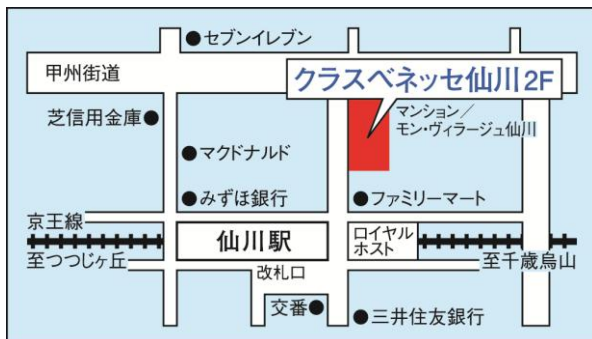 セブンイレブン
甲州街道
クラスベネッセ仙川2F
芝信用金庫
マンション／
モン・ヴィラージュ仙川
マクドナルド
みずほ銀行
ファミリーマート
京王線
仙川駅
ロイヤル
ホスト
至つつじヶ丘
改札口
至千歳烏山
交番
三井住友銀行